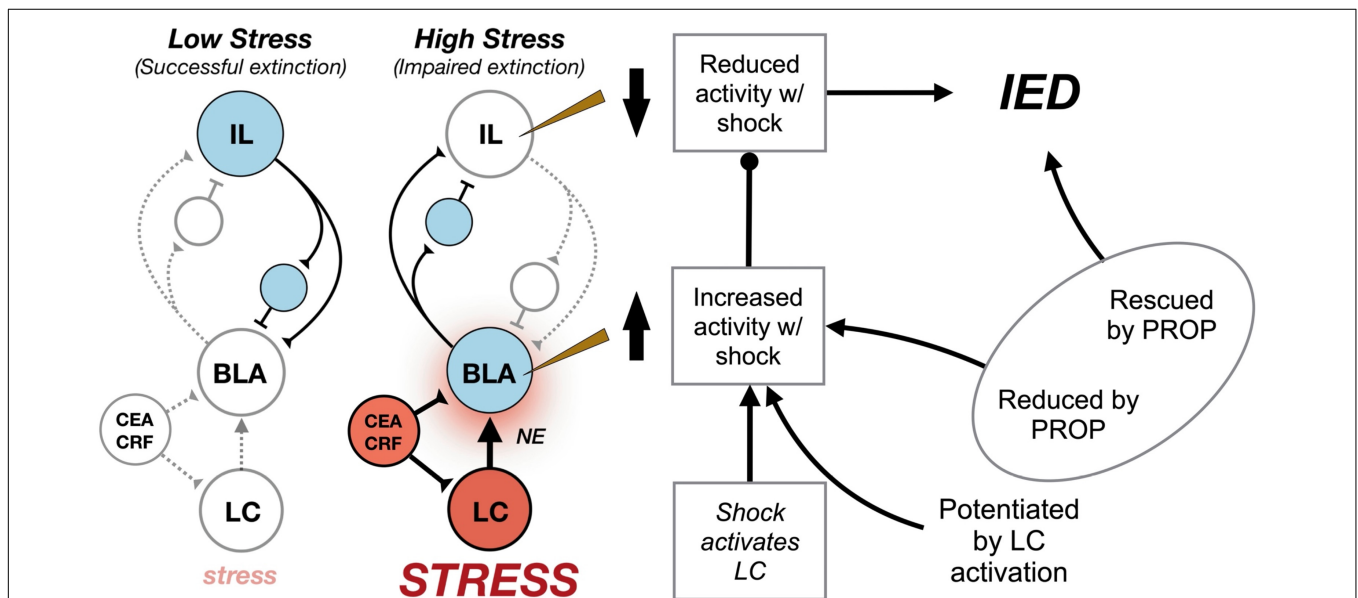 Low Stress
(Successful extinction)
IL
BLA
CEA
CRF
LC
stress
High Stress
(Impaired extinction)
IL
BLA
NE
CEA
CRF
LC
STRESS
Reduced
activity w/
shock
IED
Increased
activity w/
shock
Rescued
by PROP
Reduced by
PROP
Shock
activates
LC
Potentiated
by LC
activation